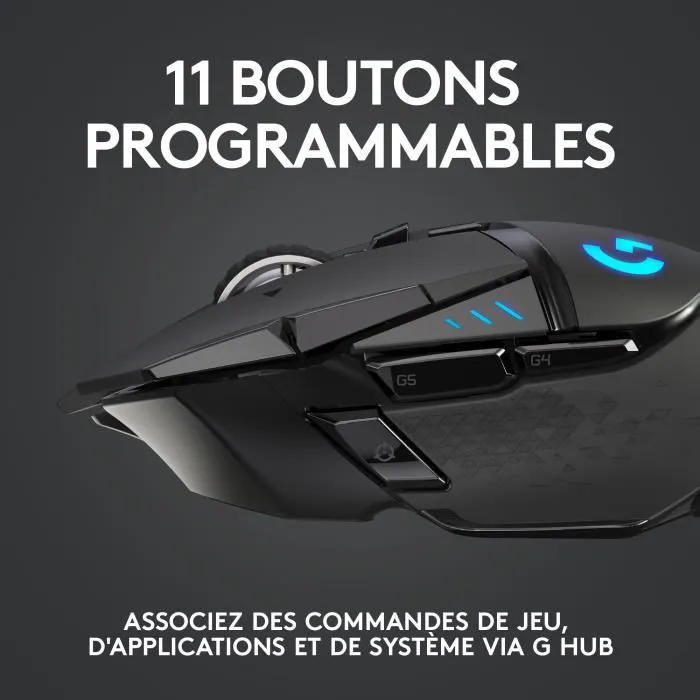 11 BOUTONS
PROGRAMMABLES
G5
G4
ASSOCIEZ DES COMMANDES DE JEU,
D'APPLICATIONS ET DE SYSTÈME VIA G HUB